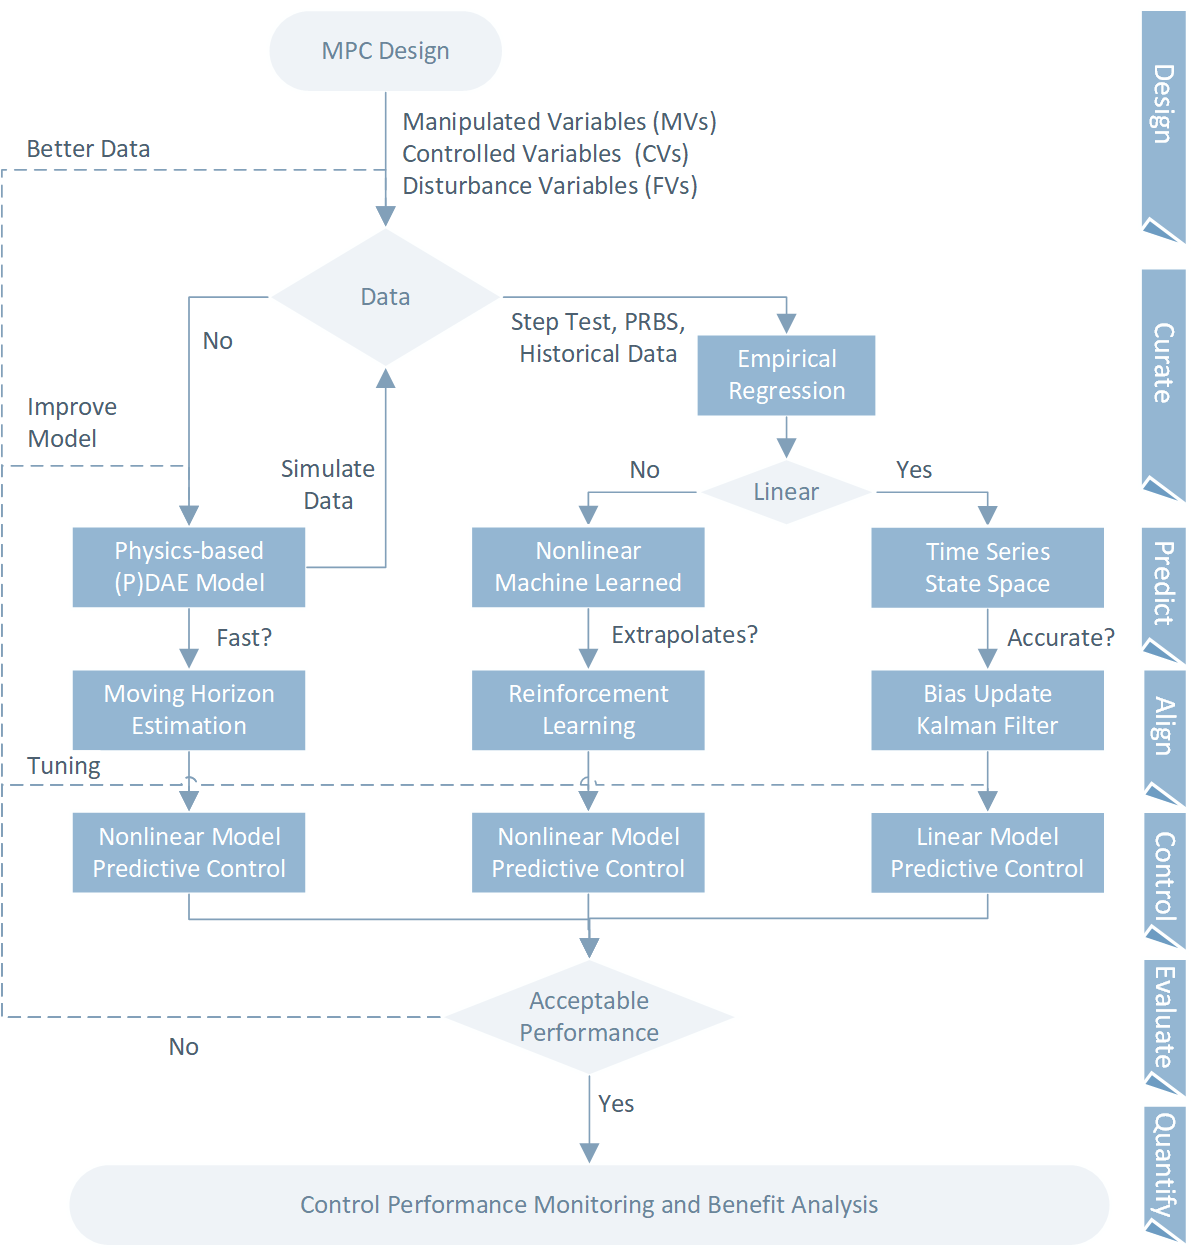 MPC Design
Manipulated Variables (MVs)
Controlled Variables (CVs)
Disturbance Variables (FVs)
Better Data
Data
No
Step Test, PRBS,
Historical Data
Empirical
Regression
Improve
Model
Simulate
Data
No
Linear
Yes
Physics-based
(P)DAE Model
Nonlinear
Machine Learned
Time Series
State Space
Fast?
Extrapolates?
Accurate?
Moving Horizon
Estimation
Reinforcement
Learning
Bias Update
Kalman Filter
Tuning
Nonlinear Model
Predictive Control
Nonlinear Model
Predictive Control
Linear Model
Predictive Control
Acceptable
Performance
No
Yes
Control Performance Monitoring and Benefit Analysis
Design
Curate
Predict
Align
Control
Evaluate
Quantify